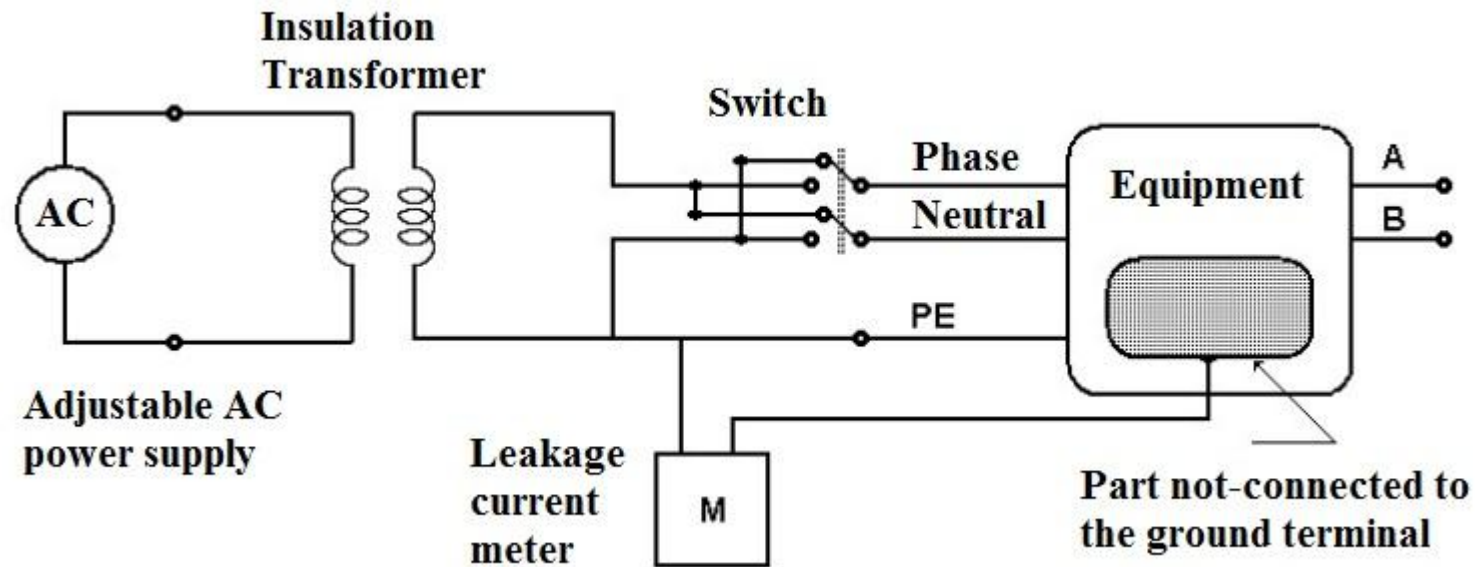 Insulation
Transformer
Switch
AC
Phase
Neutral
Equipment
A
B
PE
Adjustable AC
power supply
Leakage
current
meter
M
Part not-connected to
the ground terminal